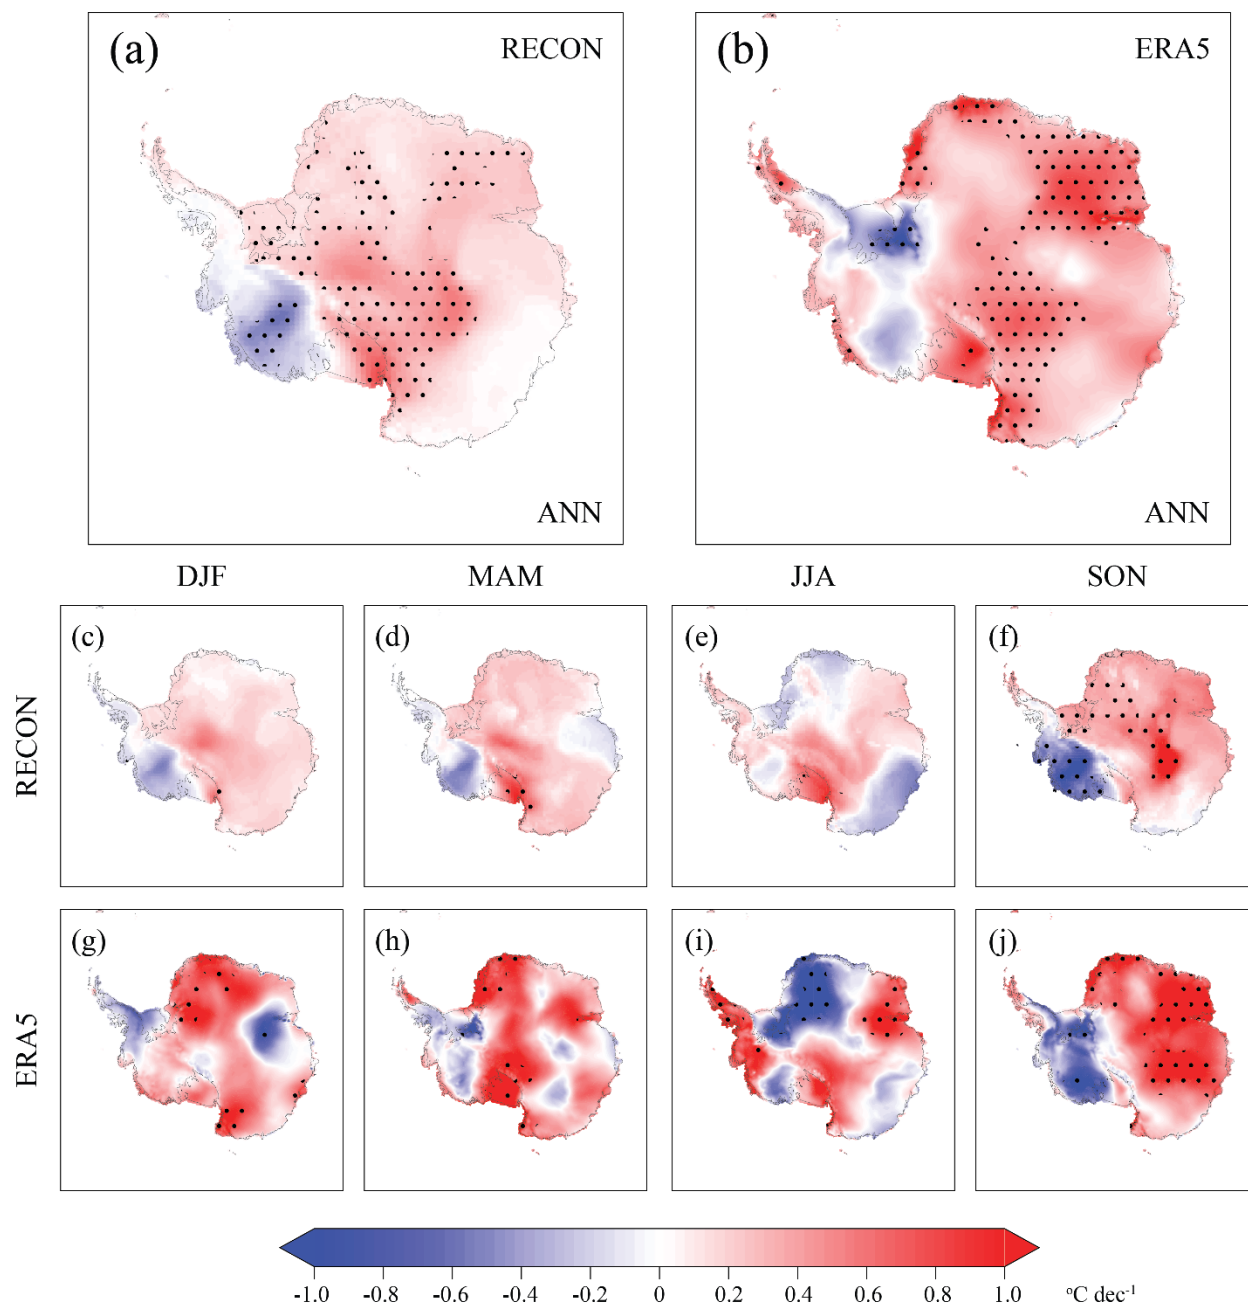 (a) RECON
ANN
(b) ERA5
ANN
DJF MAM JJA SON
RECON
(c) (d) (e) (f)
ERA5
(g) (h) (i) (j)
-1.0 -0.8 -0.6 -0.4 -0.2 0 0.2 0.4 0.6 0.8 1.0 °C dec⁻¹